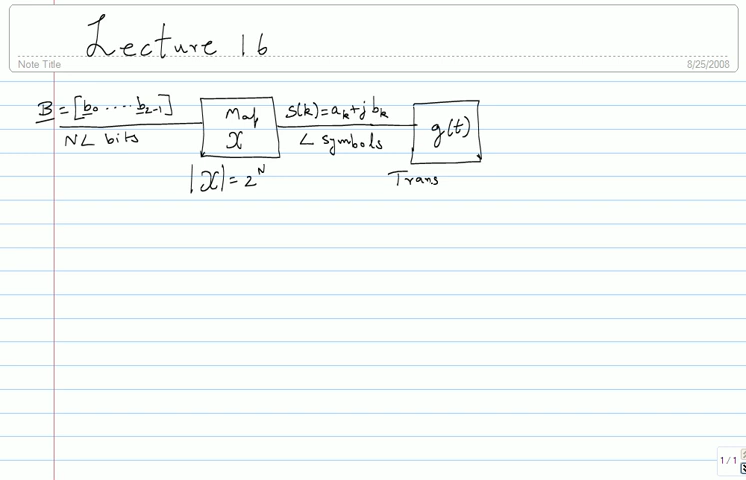 Lecture 16
Note Title
8/25/2008
B = [b0 .... bL-1]
NL bits
Map
X
|X| = 2^N
S(k) = ak + j bk
L symbols
g(t)
Trans
1 / 1